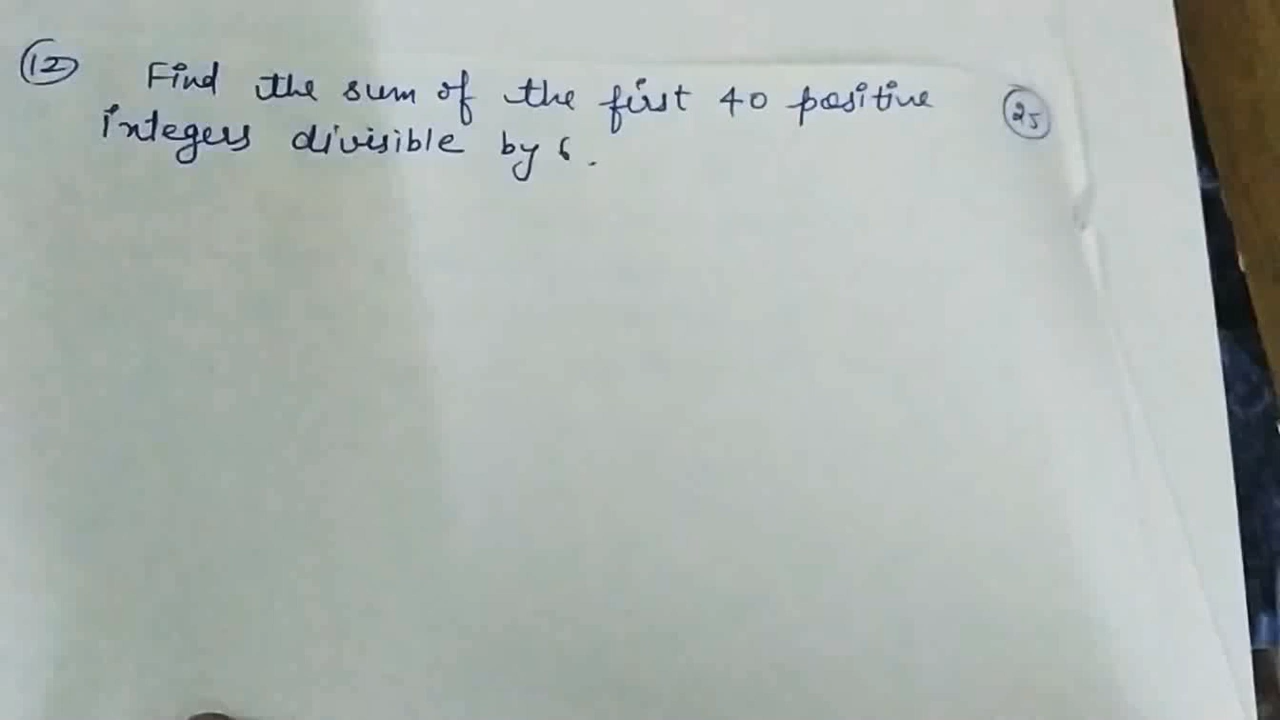 12 Find the sum of the first 40 positive 25
integers divisible by 6.